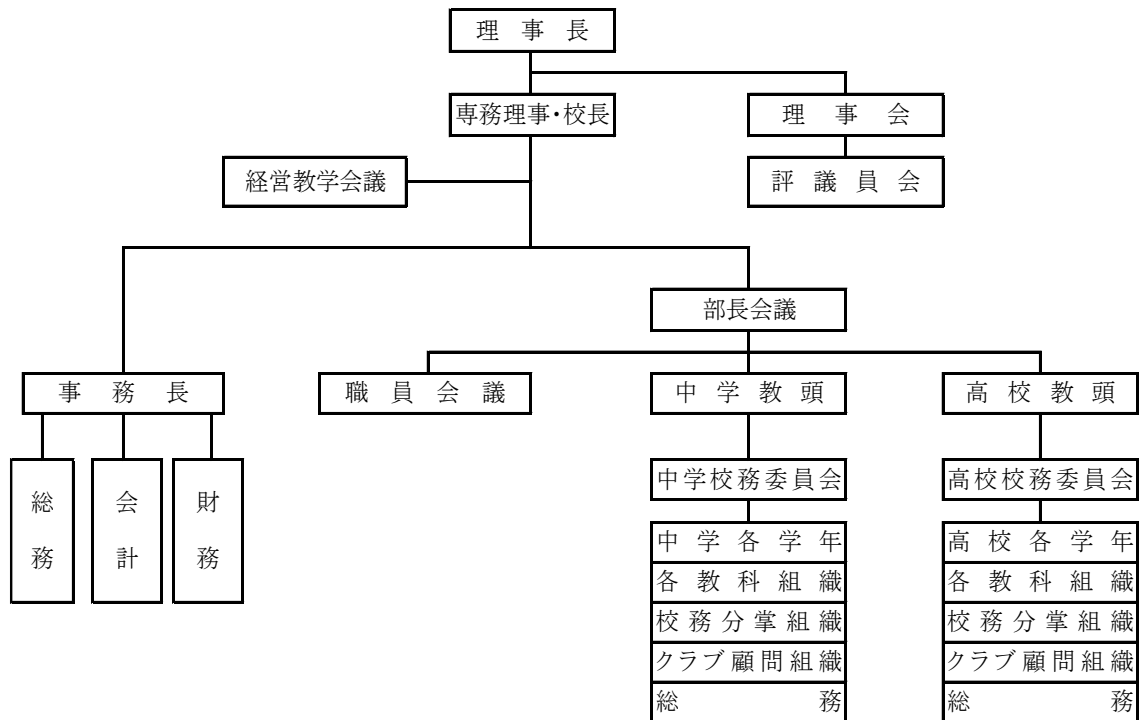 理事長
専務理事・校長
理事会
経営教学会議
評議員会
部長会議
事務長
職員会議
中学教頭
高校教頭
総務
会計
財務
中学校務委員会
高校校務委員会
中学各学年
各教科組織
校務分掌組織
クラブ顧問組織
総務
高校各学年
各教科組織
校務分掌組織
クラブ顧問組織
総務